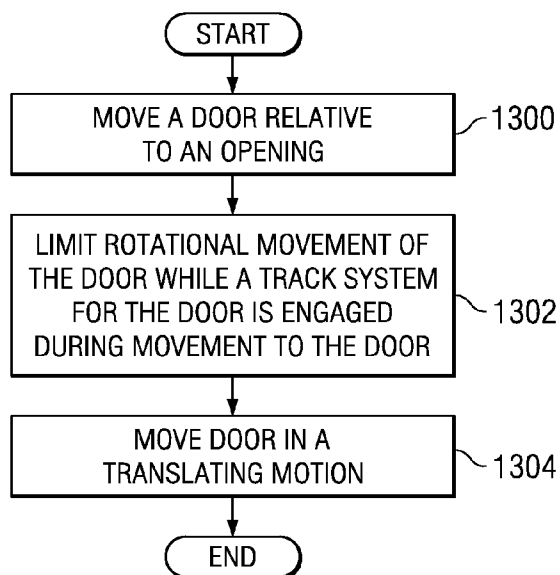 START
MOVE A DOOR RELATIVE
TO AN OPENING
1300
LIMIT ROTATIONAL MOVEMENT OF
THE DOOR WHILE A TRACK SYSTEM
FOR THE DOOR IS ENGAGED
DURING MOVEMENT TO THE DOOR
1302
MOVE DOOR IN A
TRANSLATING MOTION
1304
END